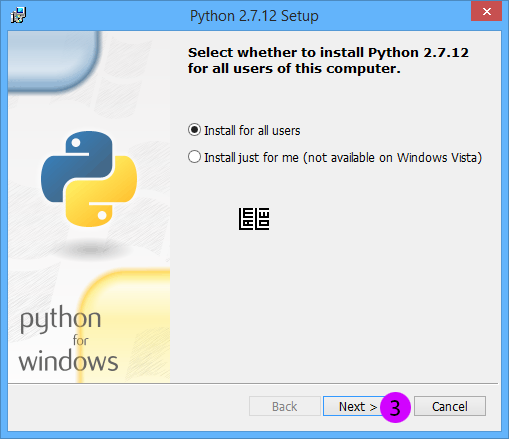 Python 2.7.12 Setup
Select whether to install Python 2.7.12
for all users of this computer.
Install for all users
Install just for me (not available on Windows Vista)
python
for
windows
Back
Next >
3
Cancel